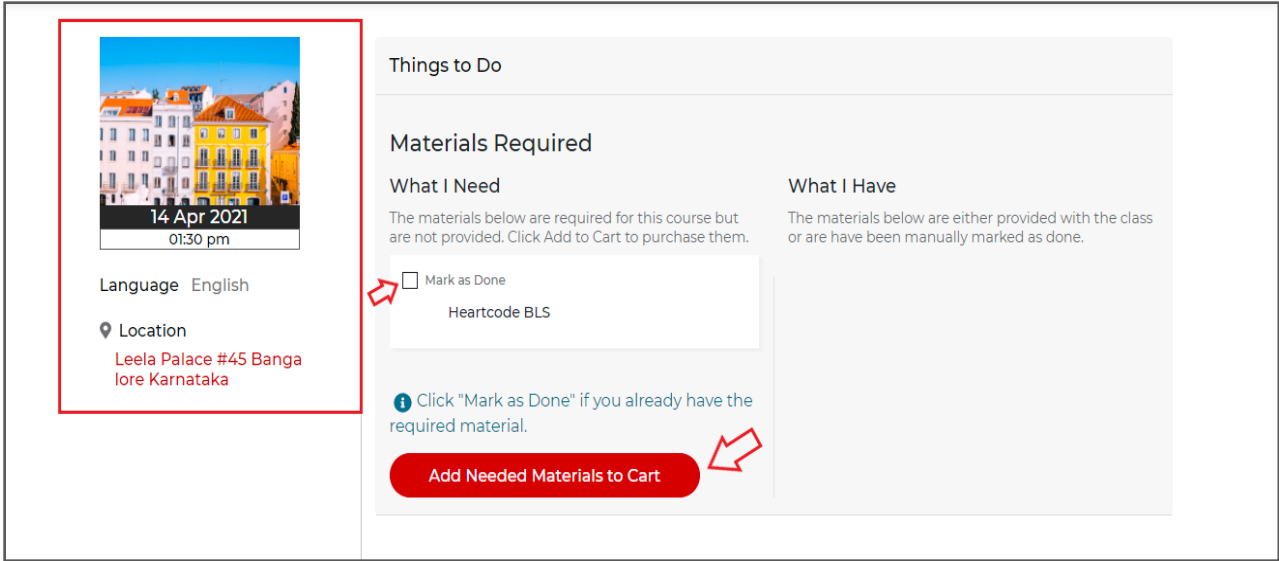 14 Apr 2021
01:30 pm
Language English
Location
Leela Palace #45 Banga
lore Karnataka
Things to Do
Materials Required
What I Need
The materials below are required for this course but
are not provided. Click Add to Cart to purchase them.
Mark as Done
Heartcode BLS
Click "Mark as Done" if you already have the
required material.
Add Needed Materials to Cart
What I Have
The materials below are either provided with the class
or are have been manually marked as done.